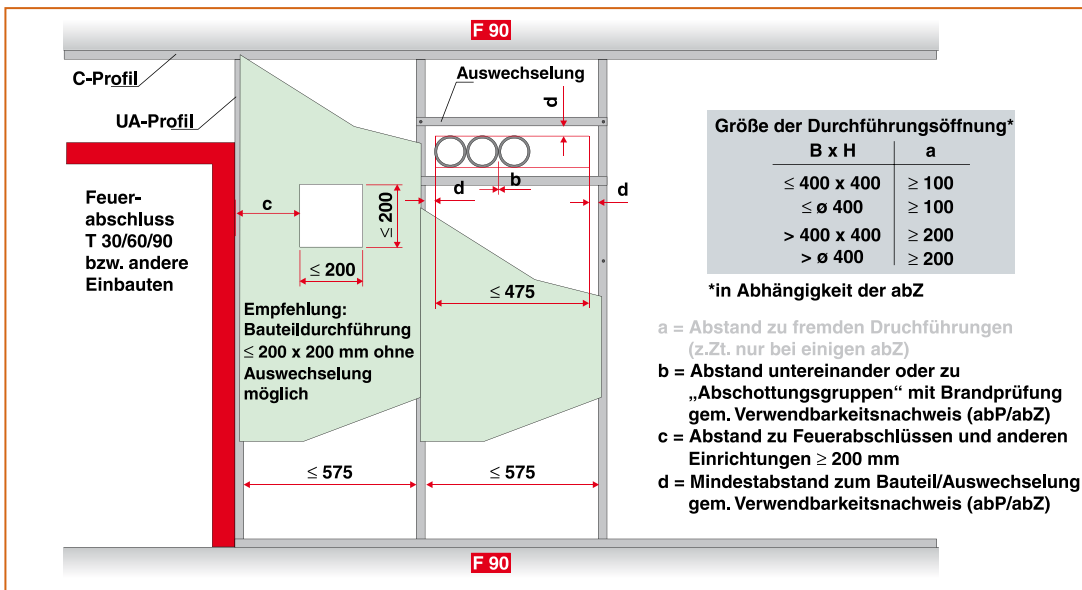 F 90
C-Profil
UA-Profil
Auswechselung
d
Feuer-
abschluss
T 30/60/90
bzw. andere
Einbauten
c
≤ 200
≤ 200
d
b
d
≤ 475
Empfehlung:
Bauteildurchführung
≤ 200 x 200 mm ohne
Auswechselung
möglich
≤ 575
≤ 575
F 90
Größe der Durchführungsöffnung*
B x H a
≤ 400 x 400 ≥ 100
≤ ø 400 ≥ 100
> 400 x 400 ≥ 200
> ø 400 ≥ 200
*in Abhängigkeit der abZ
a = Abstand zu fremden Druchführungen
(z.Zt. nur bei einigen abZ)
b = Abstand untereinander oder zu
„Abschottungsgruppen“ mit Brandprüfung
gem. Verwendbarkeitsnachweis (abP/abZ)
c = Abstand zu Feuerabschlüssen und anderen
Einrichtungen ≥ 200 mm
d = Mindestabstand zum Bauteil/Auswechselung
gem. Verwendbarkeitsnachweis (abP/abZ)